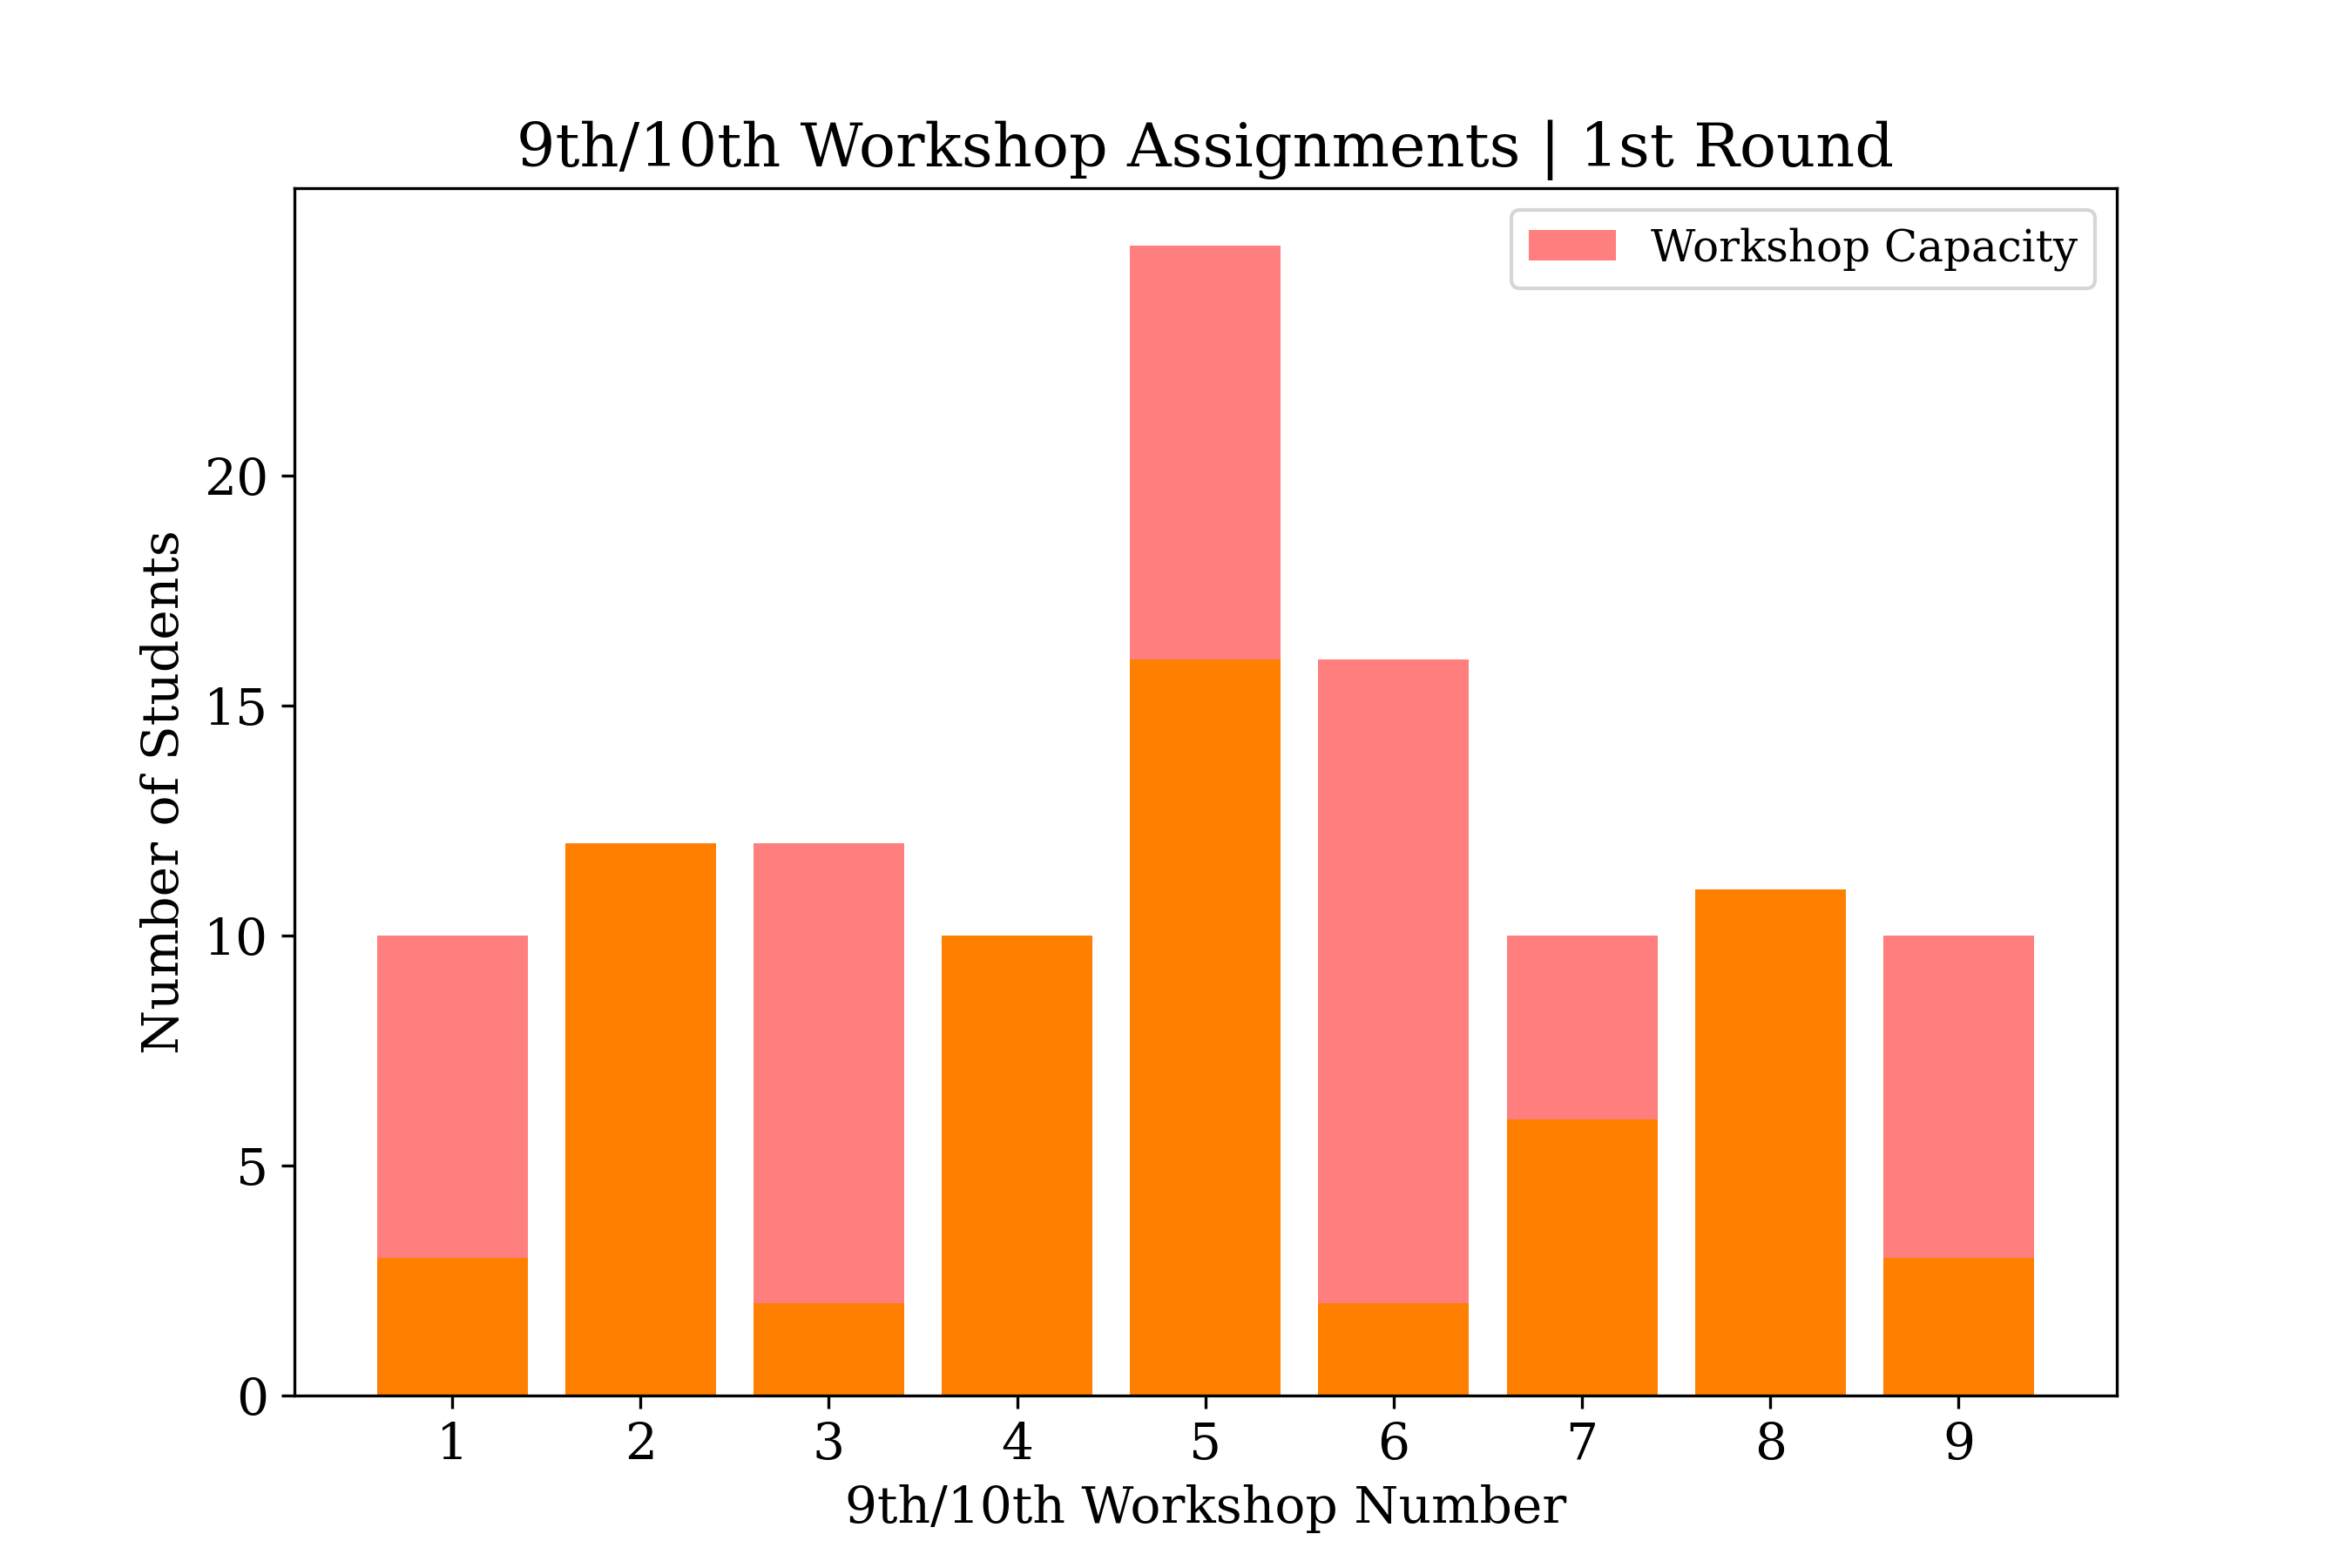 9th/10th Workshop Assignments | 1st Round
Workshop Capacity
Number of Students
20
15
10
5
0
1 2 3 4 5 6 7 8 9
9th/10th Workshop Number